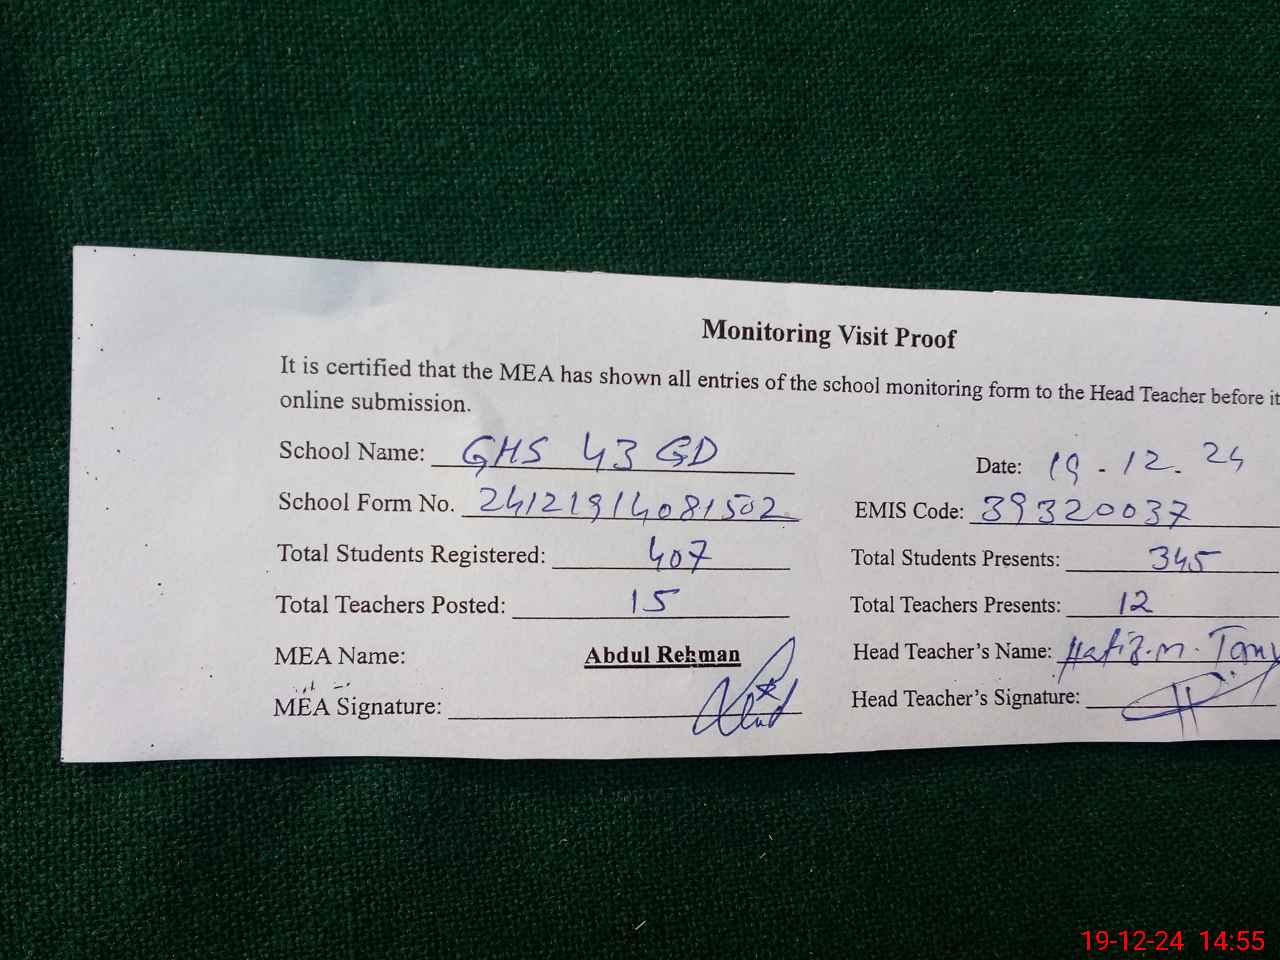 Monitoring Visit Proof
It is certified that the MEA has shown all entries of the school monitoring form to the Head Teacher before it
online submission.
School Name: GHS 43 GD Date: 19-12-24
School Form No. 24121914081502 EMIS Code: 39320037
Total Students Registered: 407 Total Students Presents: 345
Total Teachers Posted: 15 Total Teachers Presents: 12
MEA Name: Abdul Rehman Head Teacher's Name: Hafiz.M.
MEA Signature: Head Teacher's Signature:
19-12-24 14:55